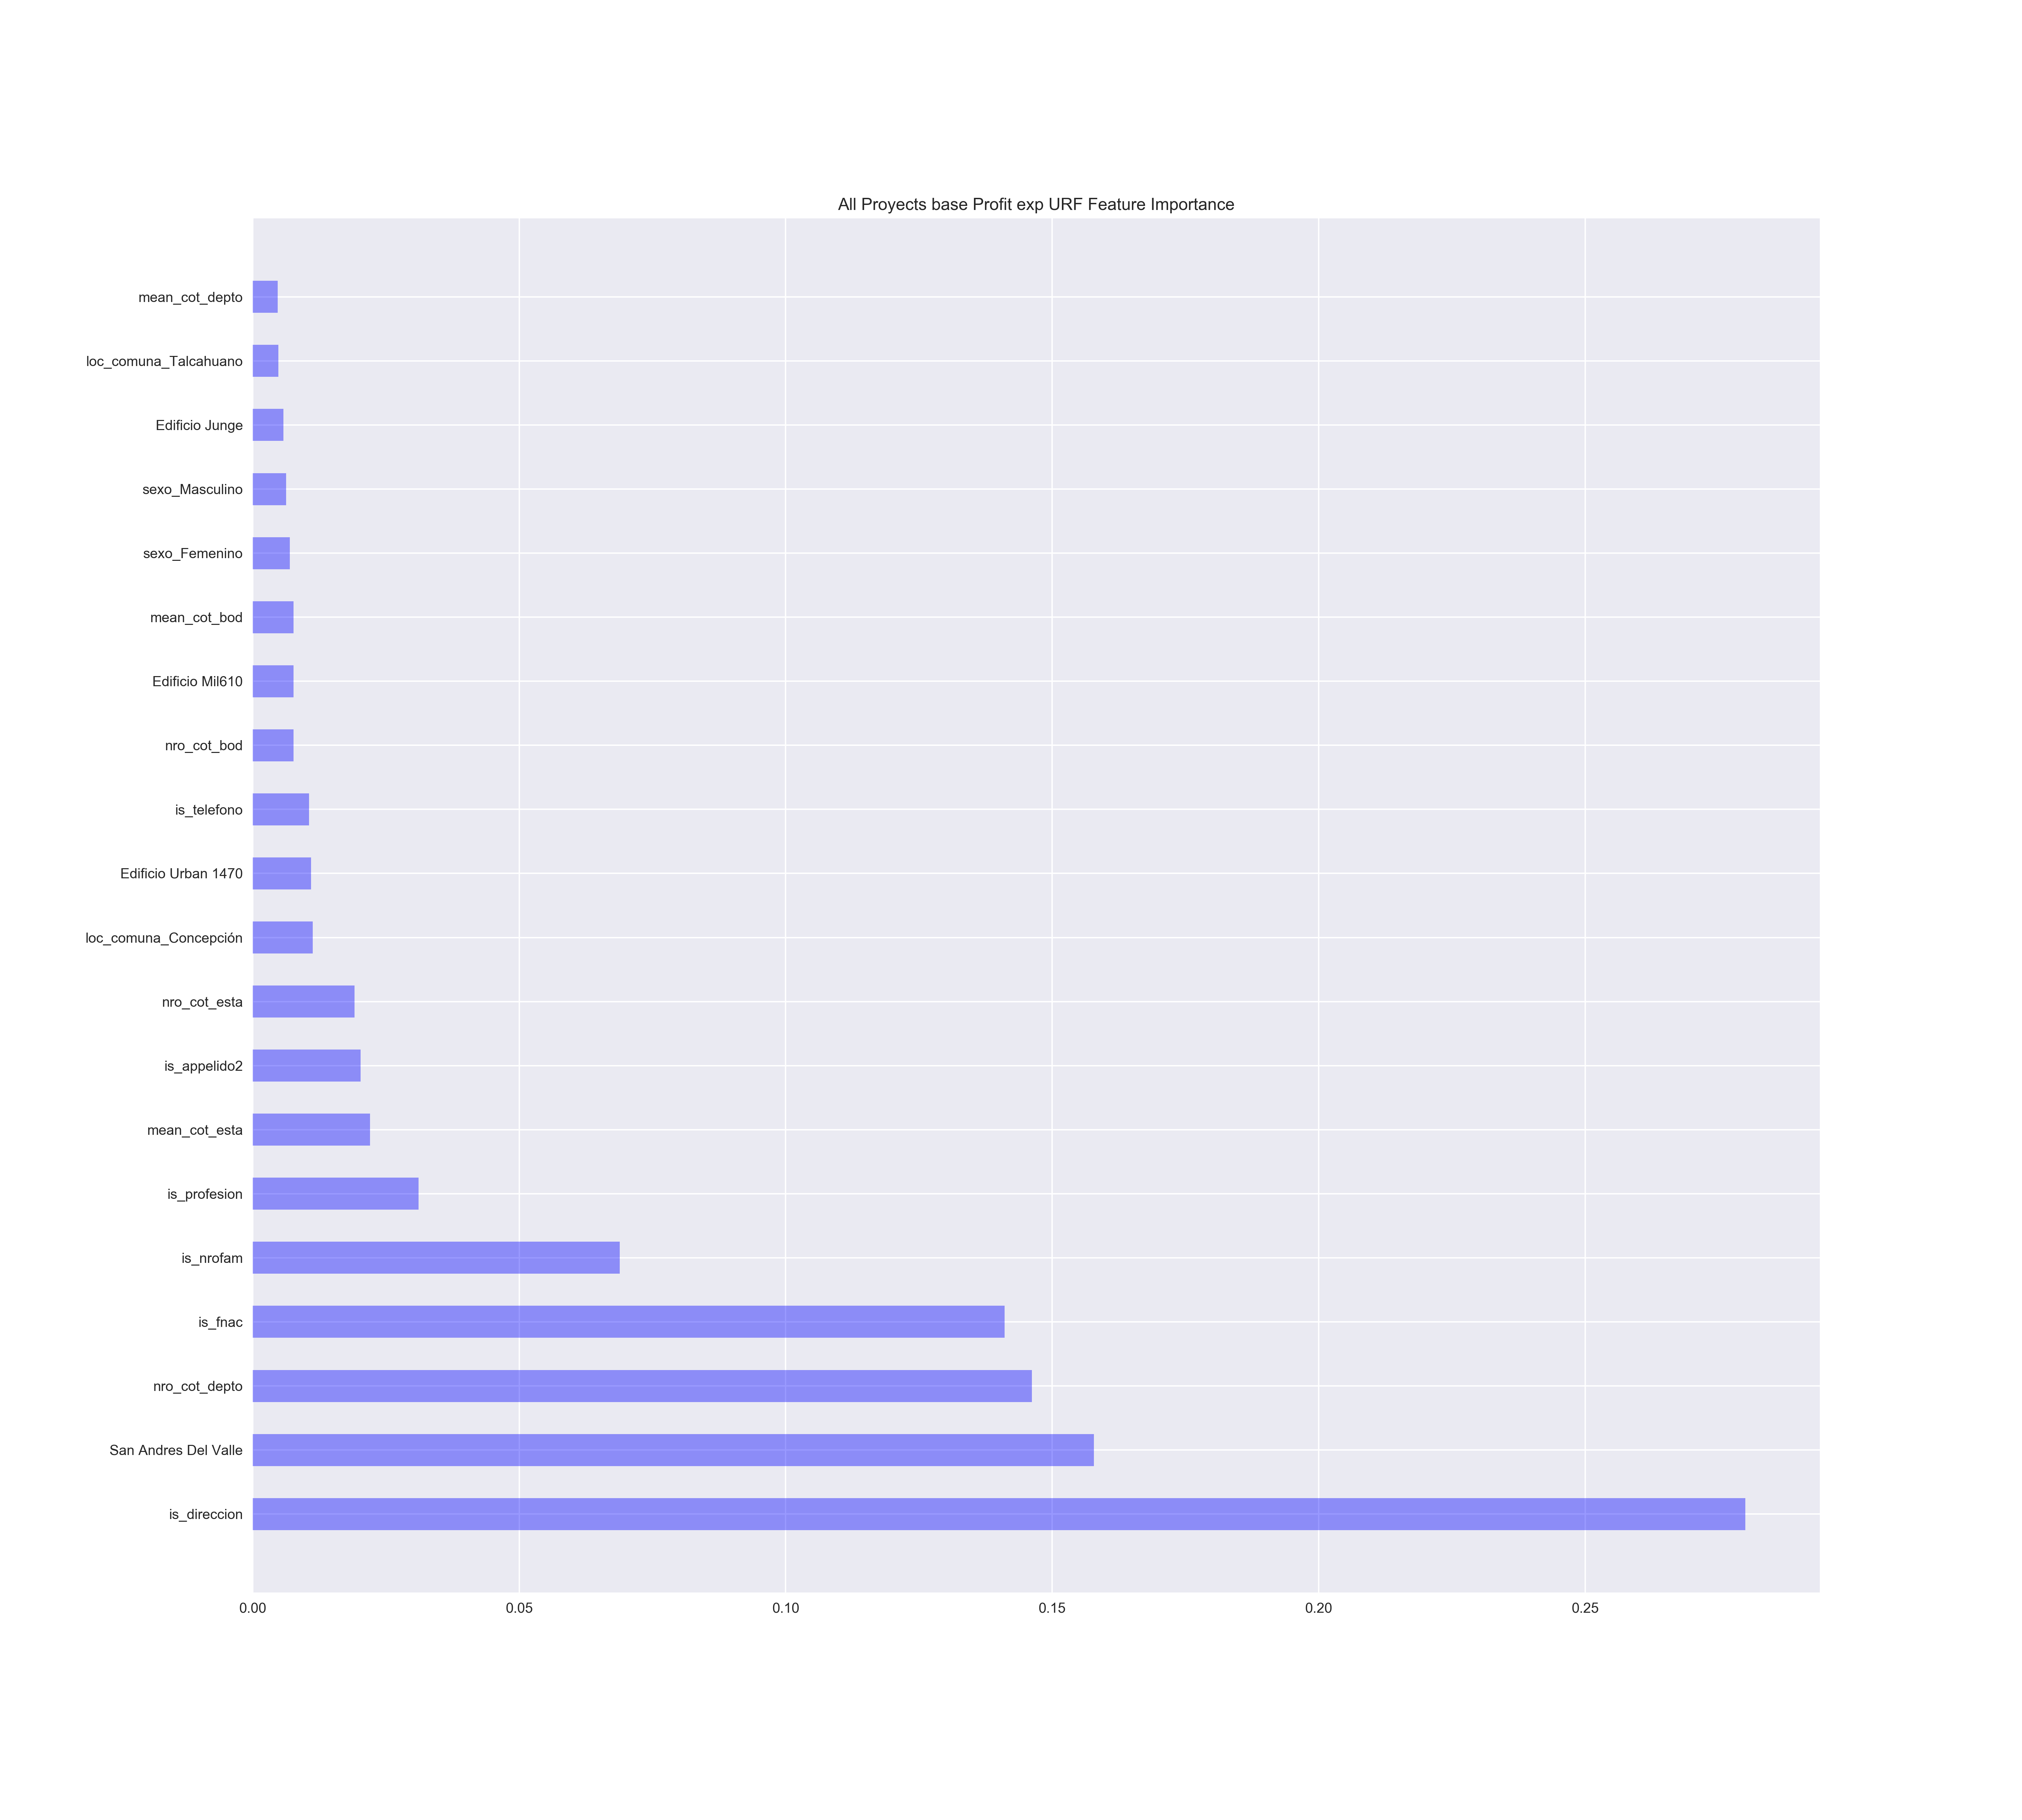 All Proyects base Profit exp URF Feature Importance
mean_cot_depto
loc_comuna_Talcahuano
Edificio Junge
sexo_Masculino
sexo_Femenino
mean_cot_bod
Edificio Mil610
nro_cot_bod
is_telefono
Edificio Urban 1470
loc_comuna_Concepción
nro_cot_esta
is_appelido2
mean_cot_esta
is_profesion
is_nrofam
is_fnac
nro_cot_depto
San Andres Del Valle
is_direccion
0.00 0.05 0.10 0.15 0.20 0.25